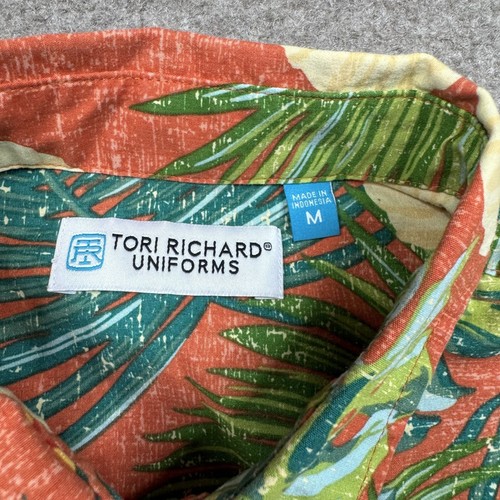 TORI RICHARD®
UNIFORMS
MADE IN
INDONESIA
M